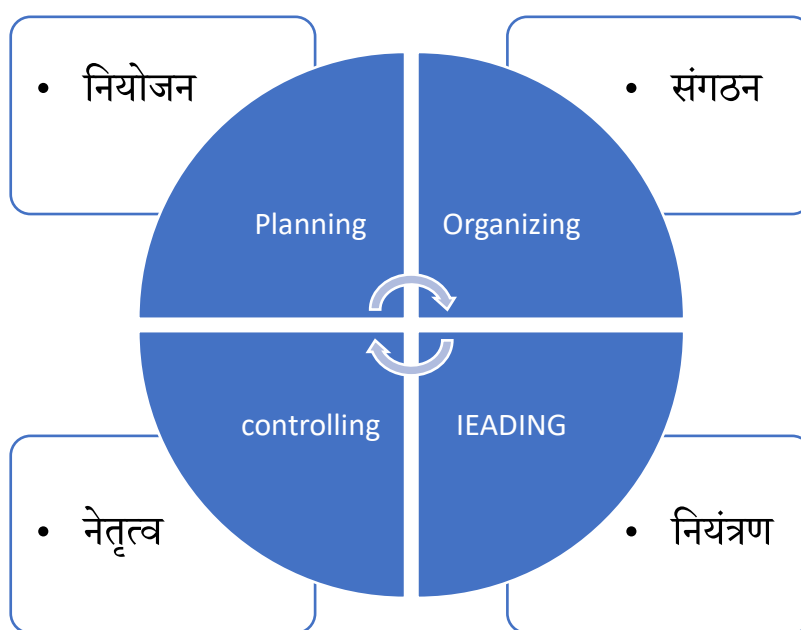 • नियोजन
• संगठन
Planning
Organizing
controlling
IEADING
• नेतृत्व
• नियंत्रण